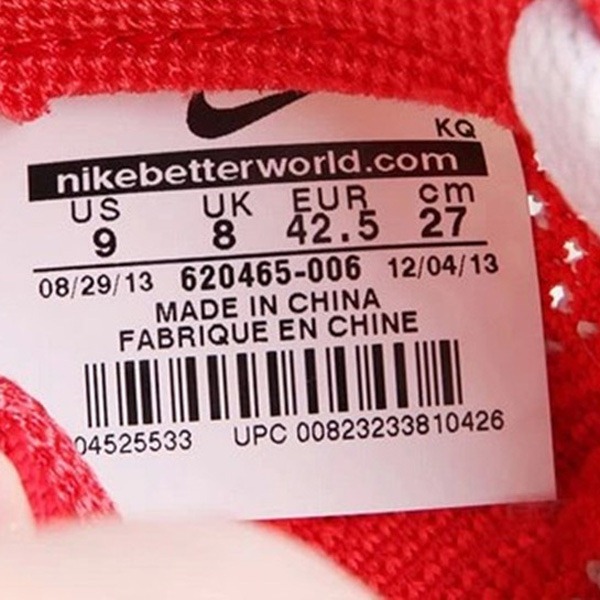 KQ
nikebetterworld.com
US UK EUR cm
9 8 42.5 27
08/29/13 620465-006 12/04/13
MADE IN CHINA
FABRIQUE EN CHINE
04525533 UPC 00823233810426